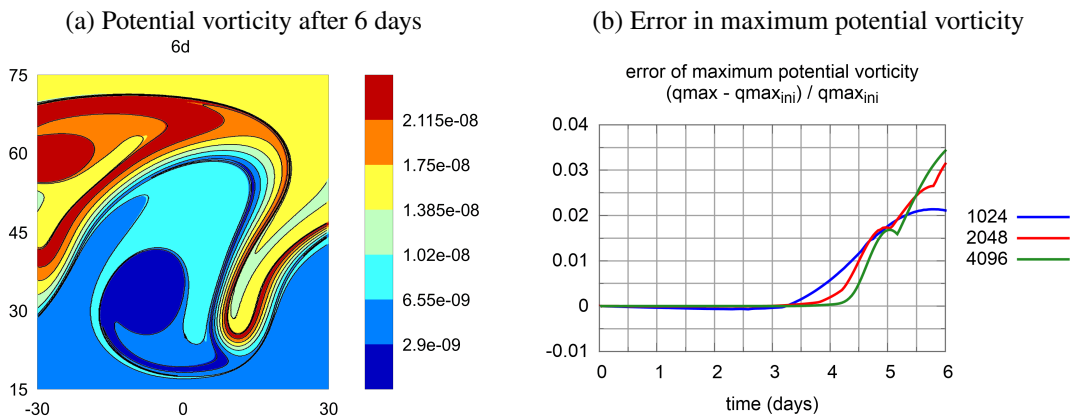 (a) Potential vorticity after 6 days
6d
75
60
45
30
15
-30
0
30
2.115e-08
1.75e-08
1.385e-08
1.02e-08
6.55e-09
2.9e-09
(b) Error in maximum potential vorticity
error of maximum potential vorticity
(qmax - qmax_ini) / qmax_ini
0.04
0.03
0.02
0.01
0
-0.01
0 1 2 3 4 5 6
time (days)
1024
2048
4096